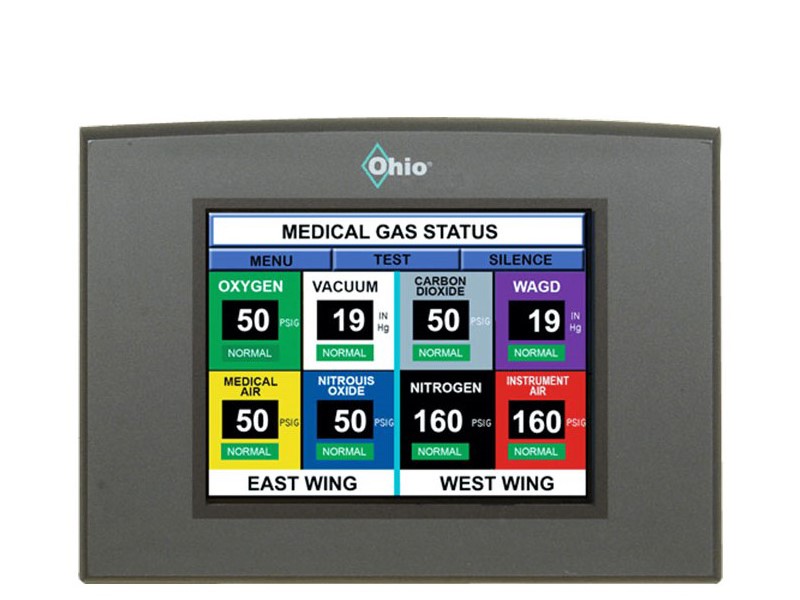 Ohio
MEDICAL GAS STATUS
MENU TEST SILENCE
OXYGEN
50 PSIG
NORMAL
VACUUM
19 IN
Hg
NORMAL
CARBON
DIOXIDE
50 PSIG
NORMAL
WAGD
19 IN
Hg
NORMAL
MEDICAL
AIR
50 PSIG
NORMAL
NITROUIS
OXIDE
50 PSIG
NORMAL
NITROGEN
160 PSIG
NORMAL
INSTRUMENT
AIR
160 PSIG
NORMAL
EAST WING
WEST WING